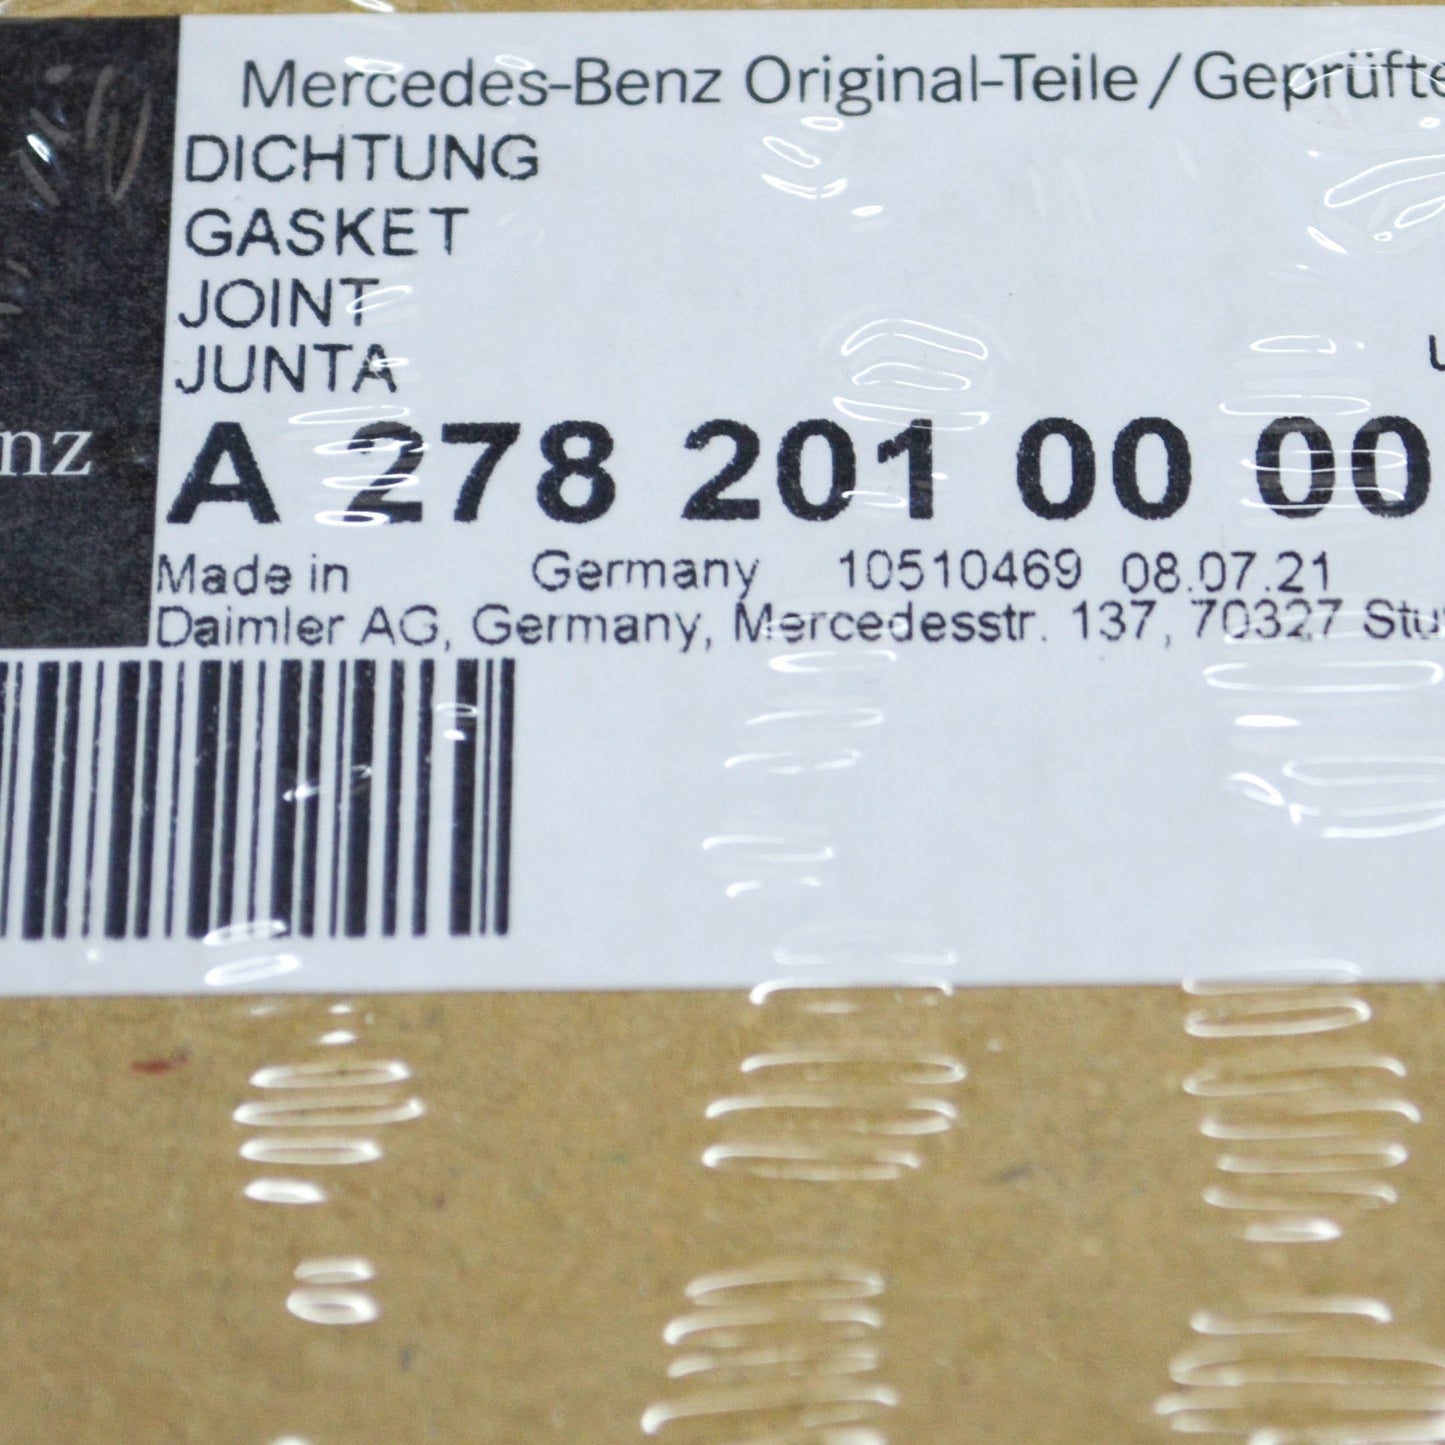 Mercedes-Benz Original-Teile / Geprüfte
DICHTUNG
GASKET
JOINT
JUNTA
nz
A 278 201 00 00
Made in Germany 10510469 08.07.21
Daimler AG, Germany, Mercedesstr. 137, 70327 Stu